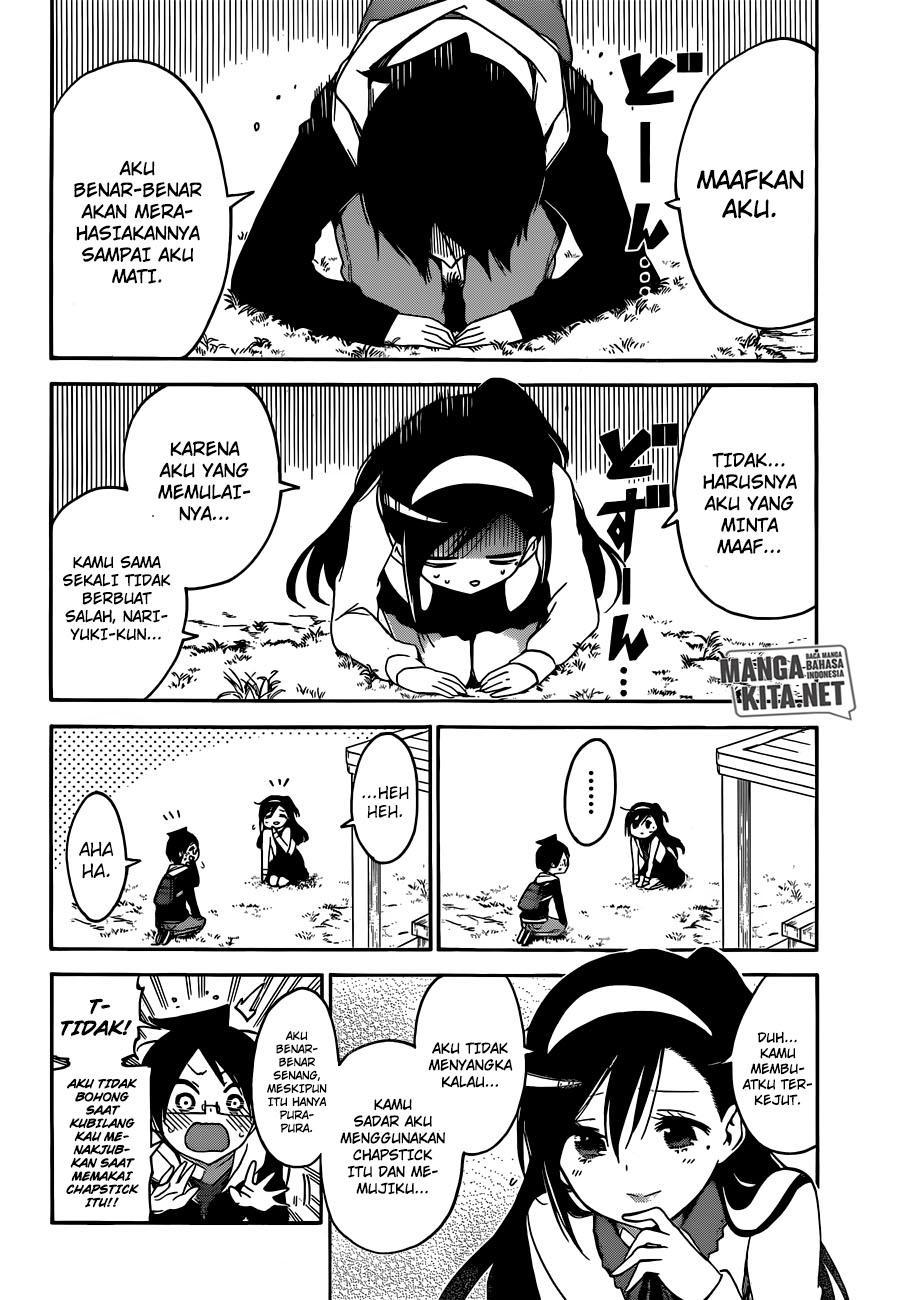 MAAFKAN
AKU.
どーん。。。
AKU
BENAR-BENAR
AKAN MERA-
HASIAKANNYA
SAMPAI AKU
MATI.
TIDAK...
HARUSNYA
AKU YANG
MINTA
MAAF...
どずーん…
KARENA
AKU YANG
MEMULAI-
NYA...
KAMU SAMA
SEKALI TIDAK
BERBUAT
SALAH, NARI-
YUKI-KUN...
MANGA
KITA.NET
BACA MANGA
BAHASA
INDONESIA
......
...HEH
HEH.
AHA
HA.
DUH...
KAMU
MEMBU-
ATKU TER-
KEJUT.
AKU TIDAK
MENYANGKA
KALAU...
KAMU
SADAR AKU
MENGGUNAKAN
CHAPSTICK
ITU DAN ME-
MUJIKU...
AKU
BENAR-
BENAR
SENANG,
MESKIPUN
ITU HANYA
PURA-
PURA.
T-
TIDAK!
AKU TIDAK
BOHONG
SAAT
KUBILANG
KAU ME-
NAKJUB-
KAN SAAT
MEMAKAI
CHAPSTICK
ITU!!